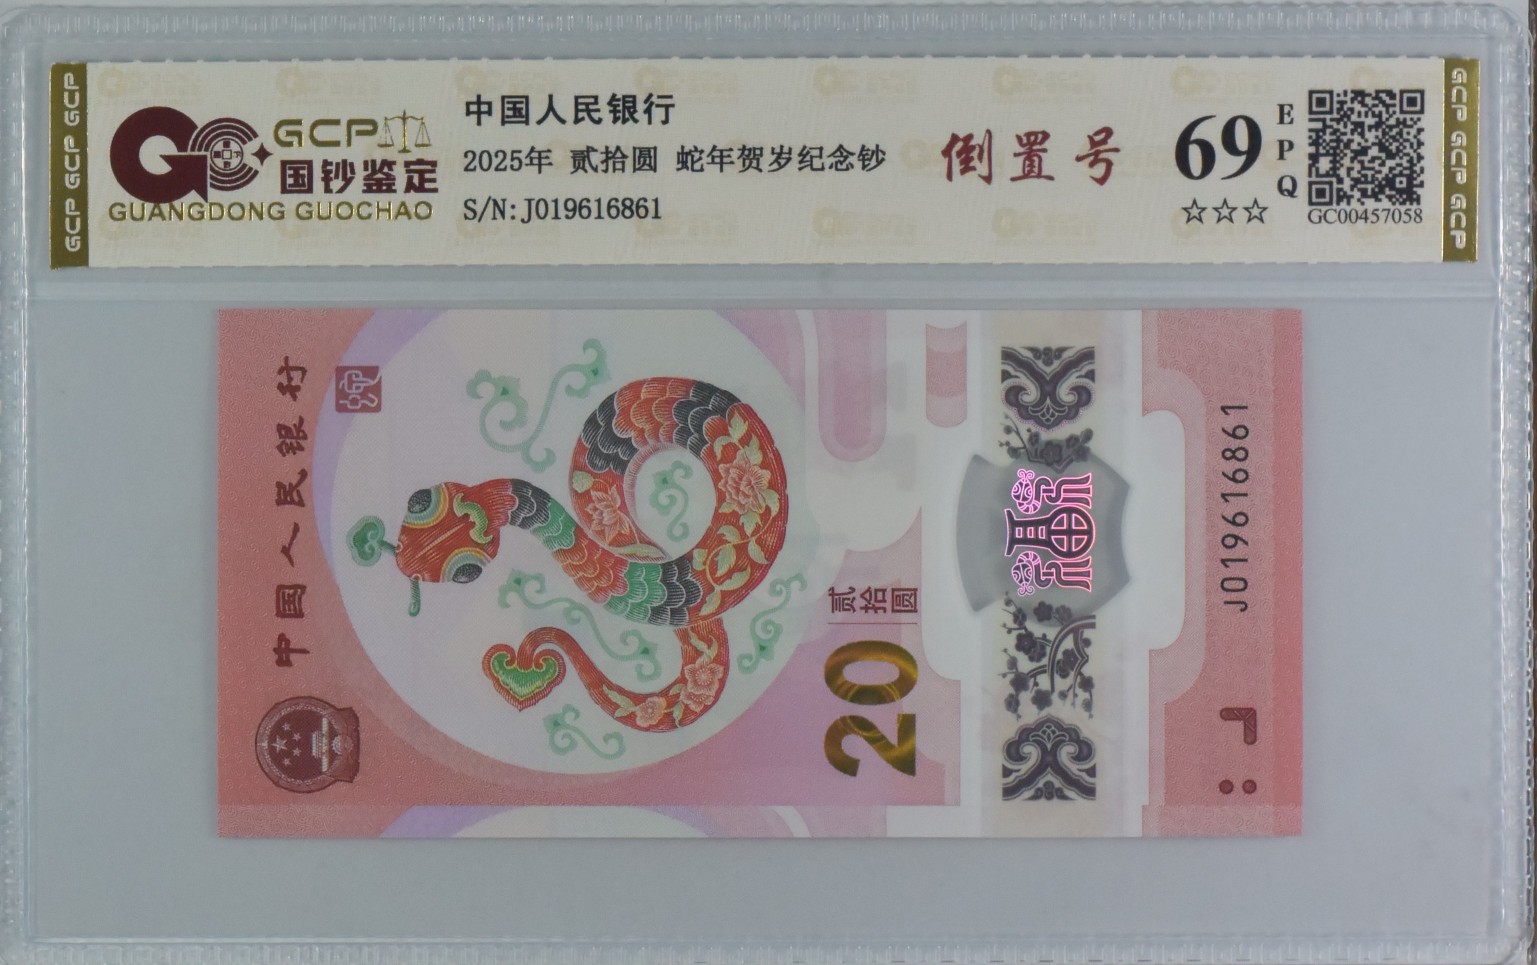 GCP GCP GCP
GCP
国钞鉴定
GUANGDONG GUOCHAO
中国人民银行
2025年 贰拾圆 蛇年贺岁纪念钞
S/N:J019616861
倒置号
69
EPQ
☆☆☆
GC00457058
GCP GCP GCP
中国人民银行
20
贰拾圆
J019616861